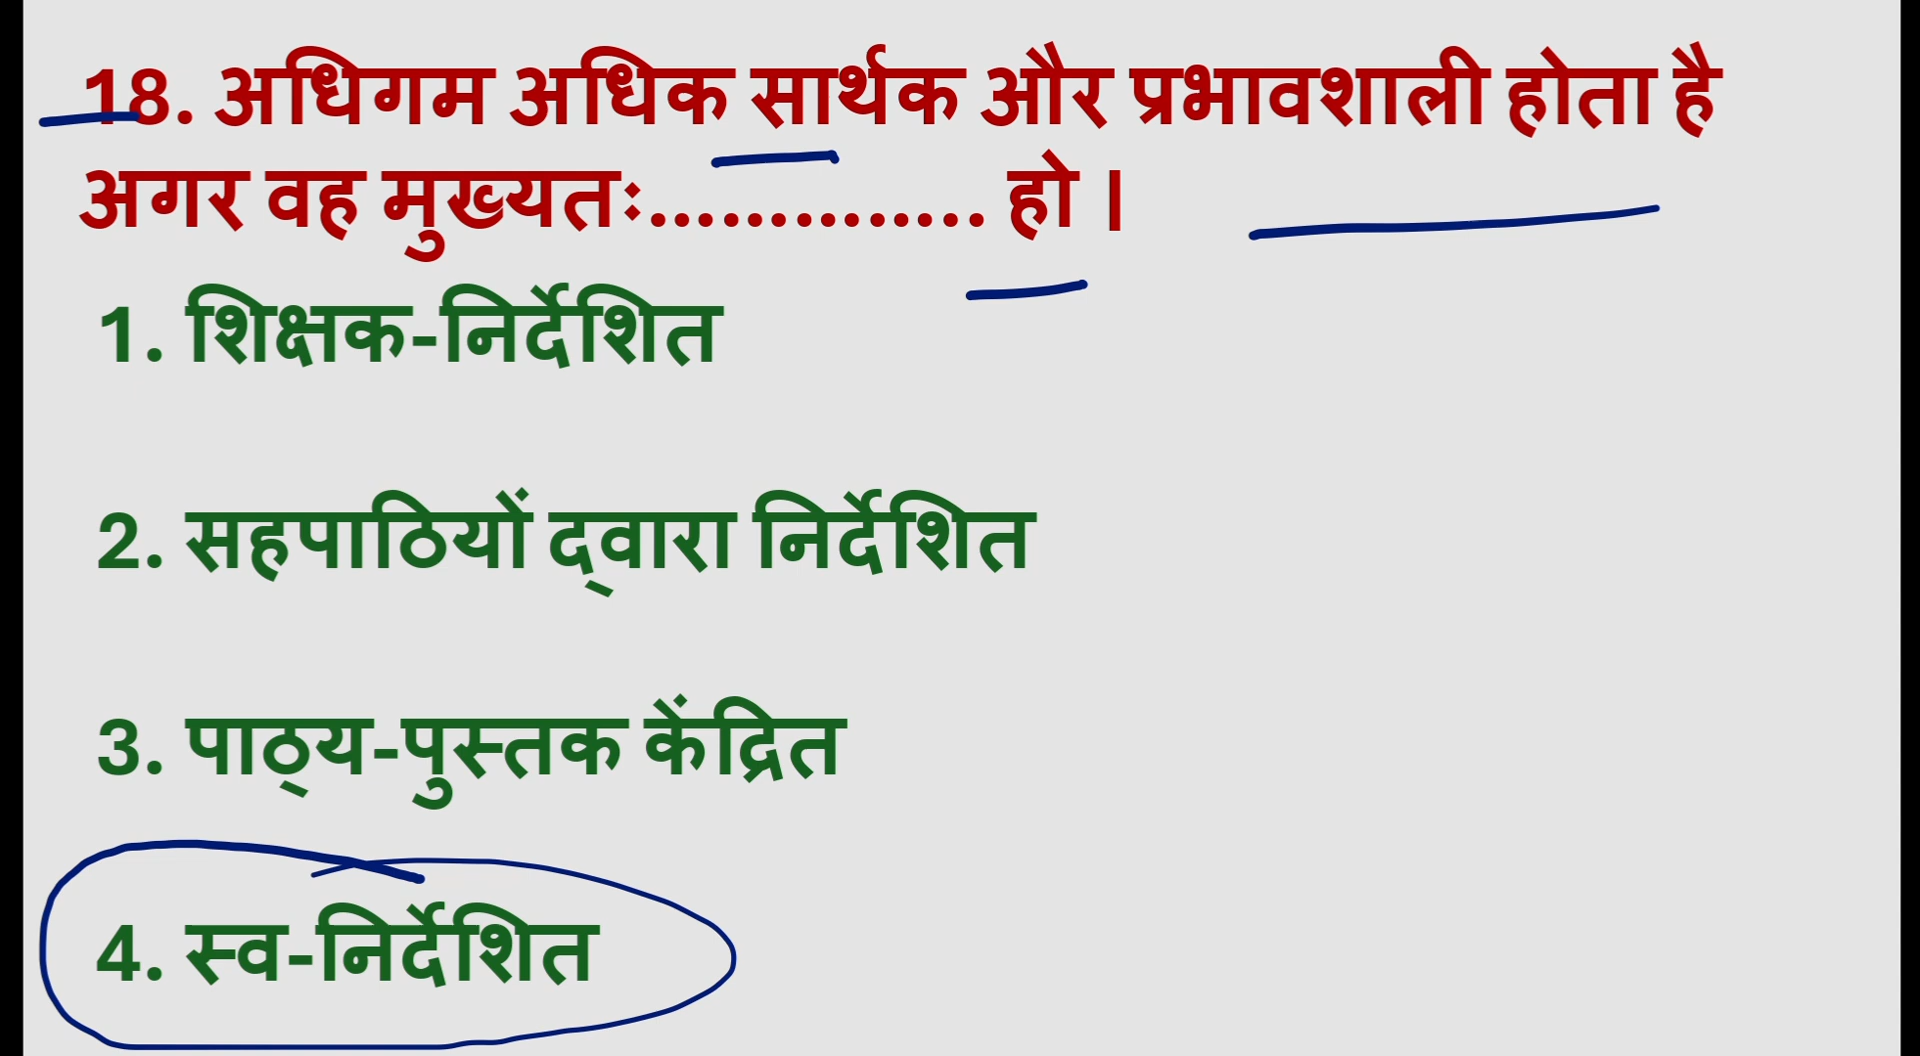 18. अधिगम अधिक सार्थक और प्रभावशाली होता है
अगर वह मुख्यतः.............. हो ।
1. शिक्षक-निर्देशित
2. सहपाठियों द्वारा निर्देशित
3. पाठ्य-पुस्तक केंद्रित
4. स्व-निर्देशित